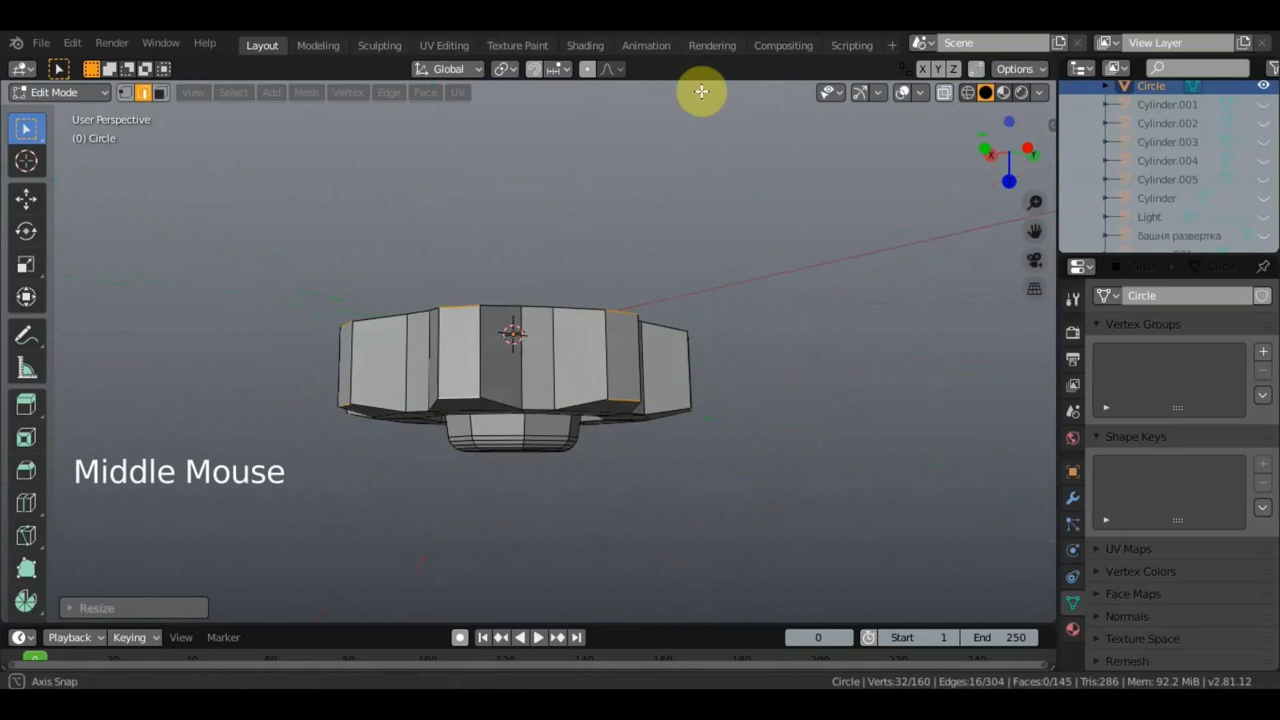 File Edit Render Window Help Layout Modeling Sculpting UV Editing Texture Paint Shading Animation Rendering Compositing Scripting + Scene View Layer
Global X Y Z Options
Edit Mode View Select Add Mesh Vertex Edge Face UV Circle
User Perspective
(0) Circle
Cylinder.001
Cylinder.002
Cylinder.003
Cylinder.004
Cylinder.005
Cylinder
Light
башня развертка
X Y
Circle Circle
Circle
Vertex Groups
Shape Keys
Middle Mouse
UV Maps
Vertex Colors
Face Maps
Normals
Texture Space
Remesh
Resize
Playback Keying View Marker 0 Start 1 End 250
0
Axis Snap Circle | Verts:32/160 | Edges:16/304 | Faces:0/145 | Tris:286 | Mem: 92.2 MiB | v2.81.12